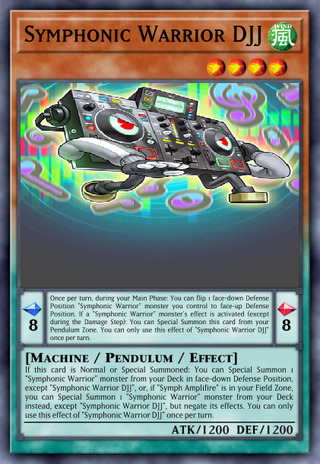 Symphonic Warrior DJJ
WIND
風
Once per turn, during your Main Phase: You can flip 1 face-down Defense
Position "Symphonic Warrior" monster you control to face-up Defense
Position. If a "Symphonic Warrior" monster's effect is activated (except
during the Damage Step): You can Special Summon this card from your
Pendulum Zone. You can only use this effect of "Symphonic Warrior DJJ"
once per turn.
8
8
[Machine / Pendulum / Effect]
If this card is Normal or Special Summoned: You can Special Summon 1
"Symphonic Warrior" monster from your Deck in face-down Defense Position,
except "Symphonic Warrior DJJ", or, if "Symph Amplifire" is in your Field Zone,
you can Special Summon 1 "Symphonic Warrior" monster from your Deck
instead, except "Symphonic Warrior DJJ", but negate its effects. You can only
use this effect of "Symphonic Warrior DJJ" once per turn.
ATK/1200 DEF/1200